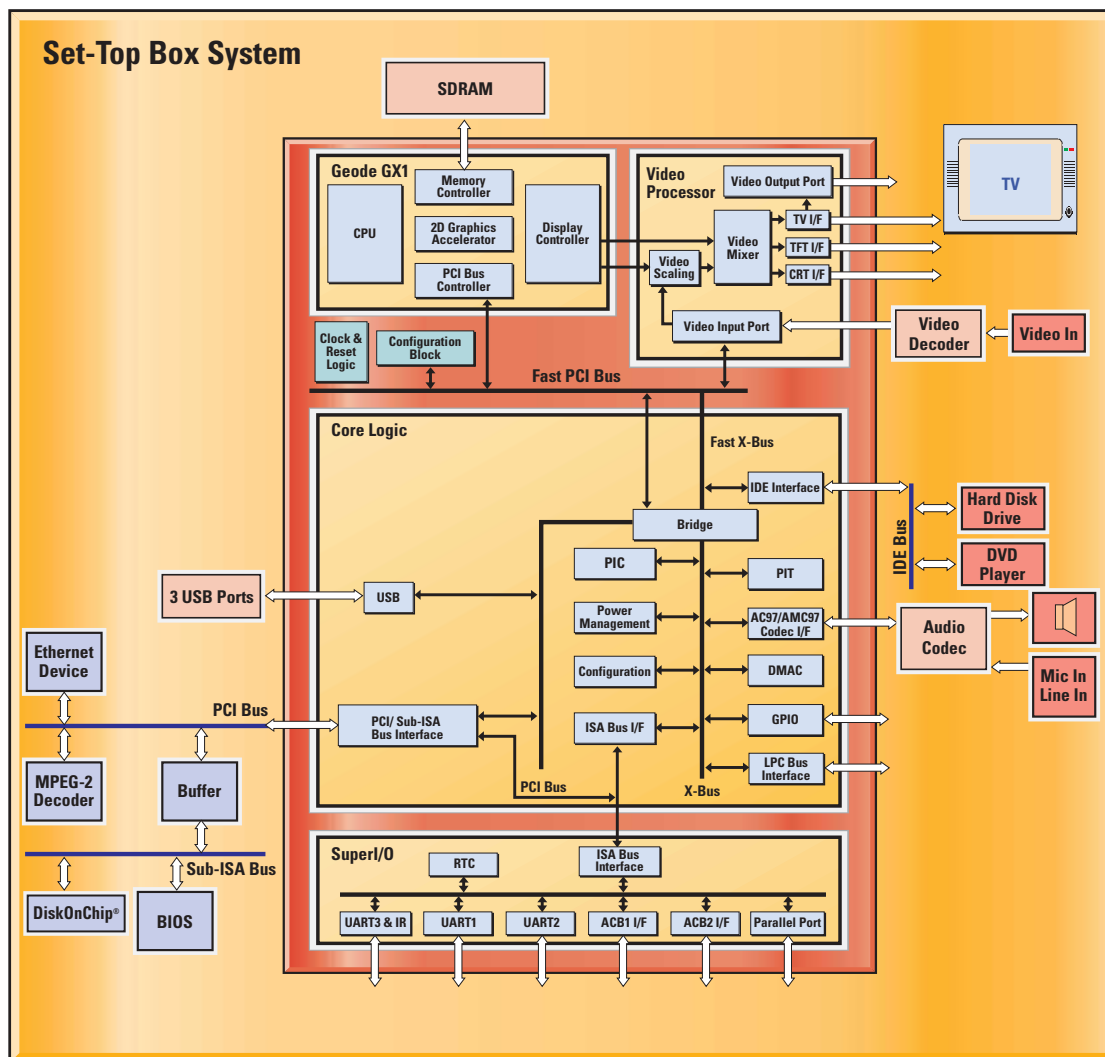 Set-Top Box System
SDRAM
Geode GX1
CPU
Memory
Controller
2D Graphics
Accelerator
PCI Bus
Controller
Display
Controller
Video
Processor
Video Output Port
TV I/F
TFT I/F
CRT I/F
Video
Mixer
Video
Scaling
Video Input Port
TV
Video
Decoder
Video In
Clock &
Reset
Logic
Configuration
Block
Fast PCI Bus
Core Logic
Fast X-Bus
IDE Interface
Bridge
PIC
PIT
Power
Management
AC97/AMC97
Codec I/F
Configuration
DMAC
ISA Bus I/F
GPIO
LPC Bus
Interface
X-Bus
PCI Bus
USB
PCI/ Sub-ISA
Bus Interface
IDE Bus
Hard Disk
Drive
DVD
Player
Audio
Codec
Mic In
Line In
3 USB Ports
Ethernet
Device
PCI Bus
MPEG-2
Decoder
Buffer
Sub-ISA Bus
DiskOnChip®
BIOS
SuperI/O
RTC
ISA Bus
Interface
UART3 & IR
UART1
UART2
ACB1 I/F
ACB2 I/F
Parallel Port